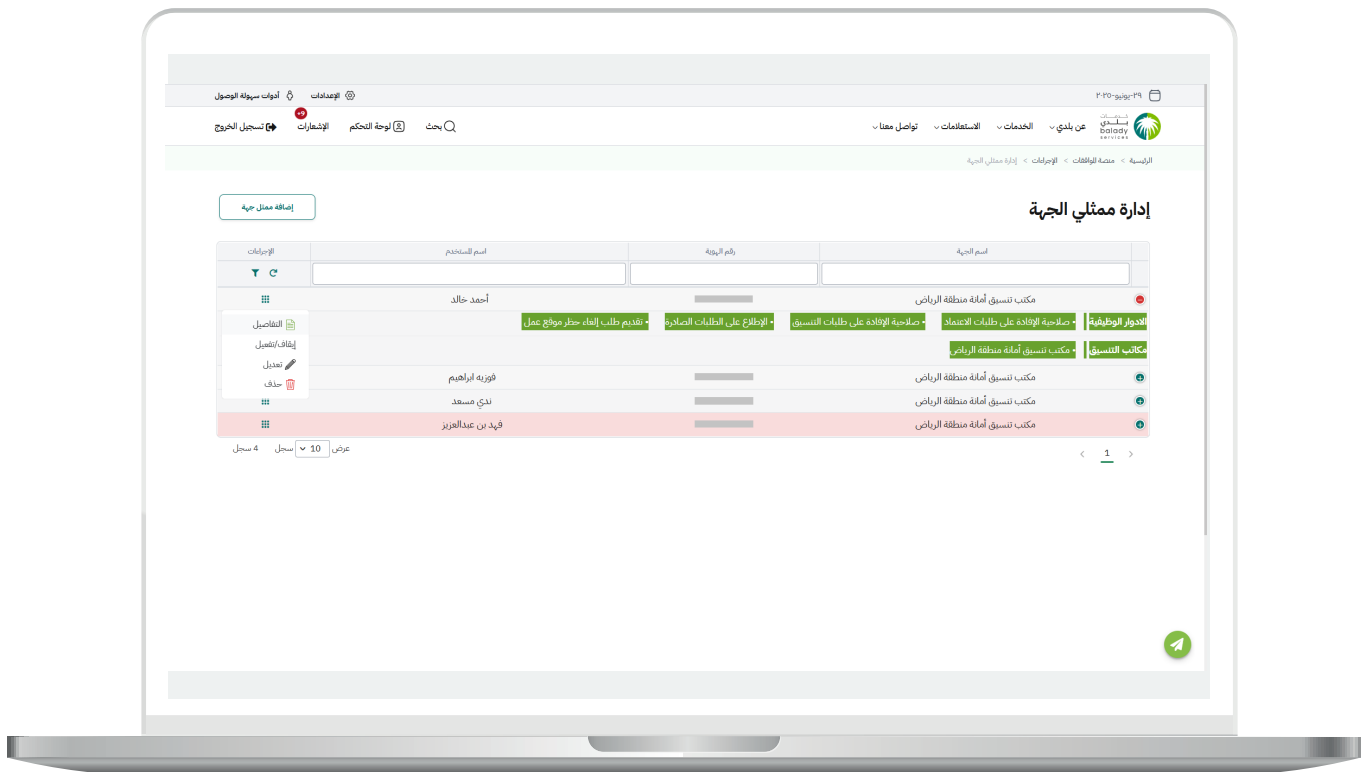 ٢٩-يونيو-٢٠٢٥
الإعدادات
أدوات سهولة الوصول
خدمـــات
بــلــدي
balady
services
عن بلدي
الخدمات
الاستعلامات
تواصل معنا
بحث
لوحة التحكم
الإشعارات
9+
تسجيل الخروج
الرئيسية > منصة الموافقات > الإجراءات > إدارة ممثلي الجهة
إدارة ممثلي الجهة
إضافة ممثل جهة
اسم الجهة رقم الهوية اسم المستخدم الإجراءات
مكتب تنسيق أمانة منطقة الرياض أحمد خالد
الادوار الوظيفية • صلاحية الإفادة على طلبات الاعتماد • صلاحية الإفادة على طلبات التنسيق • الإطلاع على الطلبات الصادرة • تقديم طلب إلغاء حظر موقع عمل
مكاتب التنسيق • مكتب تنسيق أمانة منطقة الرياض
التفاصيل
إيقاف/تفعيل
تعديل
حذف
مكتب تنسيق أمانة منطقة الرياض فوزيه ابراهيم
مكتب تنسيق أمانة منطقة الرياض ندي مسعد
مكتب تنسيق أمانة منطقة الرياض فهد بن عبدالعزيز
1
عرض 10 سجل 4 سجل